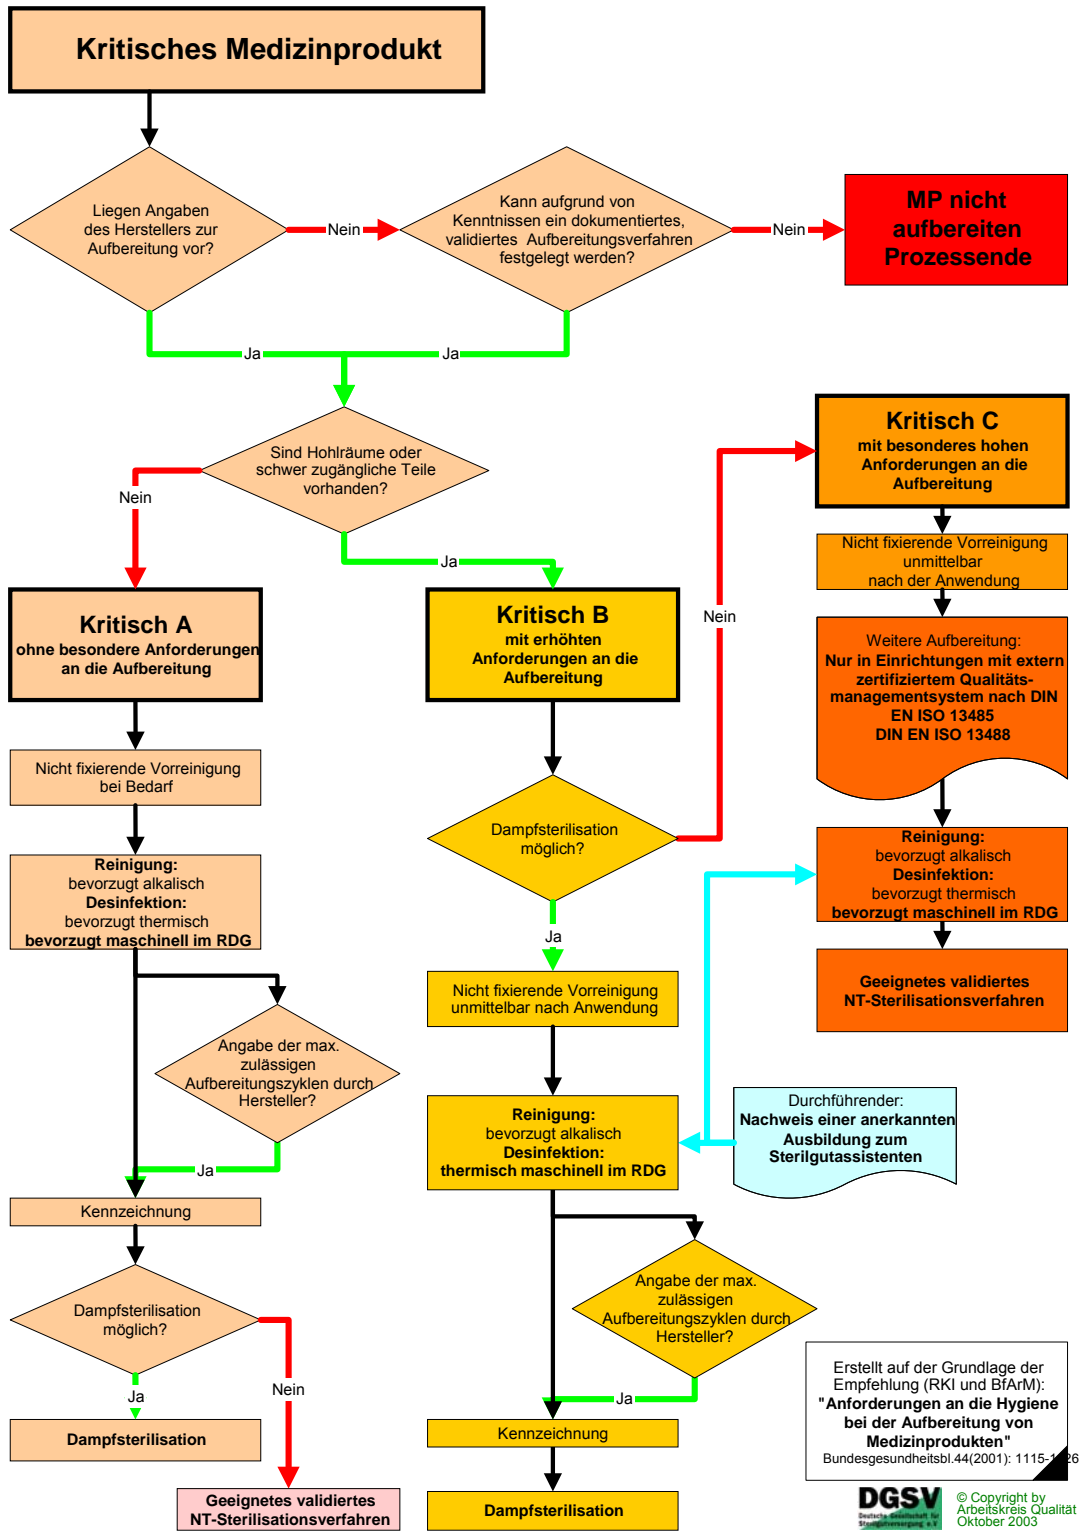 Kritisches Medizinprodukt
Liegen Angaben
des Herstellers zur
Aufbereitung vor?
Nein
Kann aufgrund von
Kenntnissen ein dokumentiertes,
validiertes Aufbereitungsverfahren
festgelegt werden?
Nein
MP nicht
aufbereiten
Prozessende
Ja
Ja
Sind Hohlräume oder
schwer zugängliche Teile
vorhanden?
Nein
Ja
Kritisch A
ohne besondere Anforderungen
an die Aufbereitung
Nicht fixierende Vorreinigung
bei Bedarf
Reinigung:
bevorzugt alkalisch
Desinfektion:
bevorzugt thermisch
bevorzugt maschinell im RDG
Angabe der max.
zulässigen
Aufbereitungszyklen durch
Hersteller?
Ja
Kennzeichnung
Dampfsterilisation
möglich?
Ja
Nein
Dampfsterilisation
Geeignetes validiertes
NT-Sterilisationsverfahren
Kritisch B
mit erhöhten
Anforderungen an die
Aufbereitung
Dampfsterilisation
möglich?
Nein
Ja
Nicht fixierende Vorreinigung
unmittelbar nach Anwendung
Reinigung:
bevorzugt alkalisch
Desinfektion:
thermisch maschinell im RDG
Angabe der max.
zulässigen
Aufbereitungszyklen durch
Hersteller?
Ja
Kennzeichnung
Dampfsterilisation
Kritisch C
mit besonderes hohen
Anforderungen an die
Aufbereitung
Nicht fixierende Vorreinigung
unmittelbar
nach der Anwendung
Weitere Aufbereitung:
Nur in Einrichtungen mit extern
zertifiziertem Qualitäts-
managementsystem nach DIN
EN ISO 13485
DIN EN ISO 13488
Reinigung:
bevorzugt alkalisch
Desinfektion:
bevorzugt thermisch
bevorzugt maschinell im RDG
Geeignetes validiertes
NT-Sterilisationsverfahren
Durchführender:
Nachweis einer anerkannten
Ausbildung zum
Sterilgutassistenten
Erstellt auf der Grundlage der
Empfehlung (RKI und BfArM):
"Anforderungen an die Hygiene
bei der Aufbereitung von
Medizinprodukten"
Bundesgesundheitsbl.44(2001): 1115-1126
DGSV
Deutsche Gesellschaft für
Sterilgutversorgung e.V
© Copyright by
Arbeitskreis Qualität
Oktober 2003